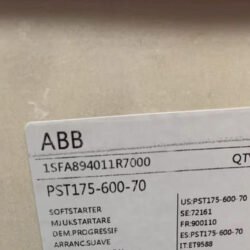 ABB
1SFA894011R7000
QTY
PST175-600-70
SOFTSTARTER
MJUKSTARTARE
DEM.PROGRESSIF
ARRANC.SUAVE
US:PST175-600-70
SE:72161
FR:900110
ES:PST175-600-70
IT:ET9588